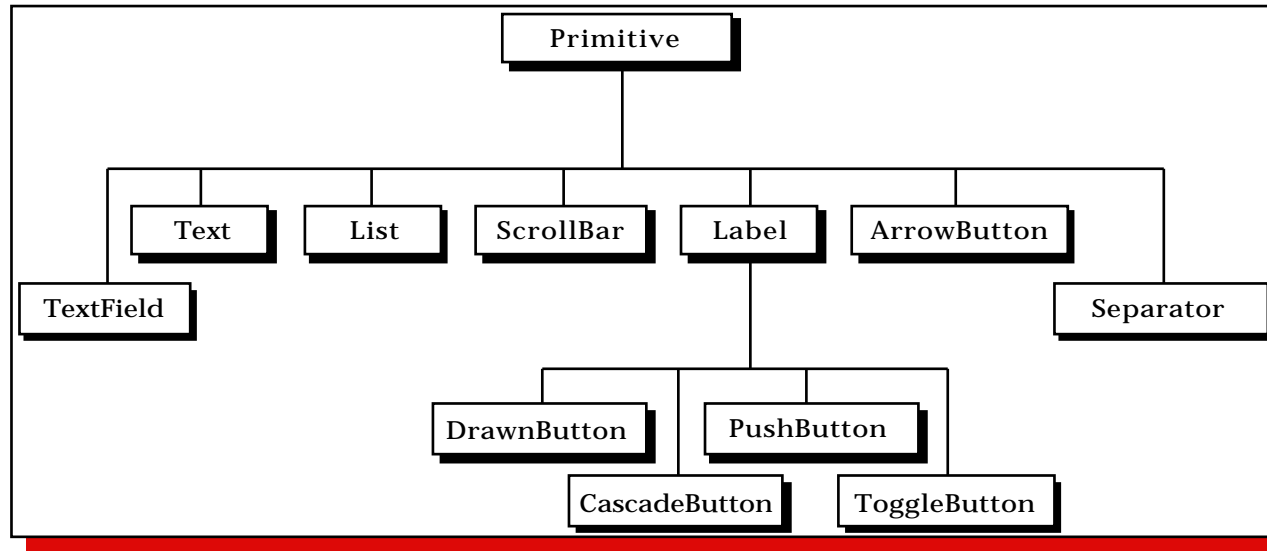 Primitive
Text
List
ScrollBar
Label
ArrowButton
TextField
Separator
DrawnButton
PushButton
CascadeButton
ToggleButton